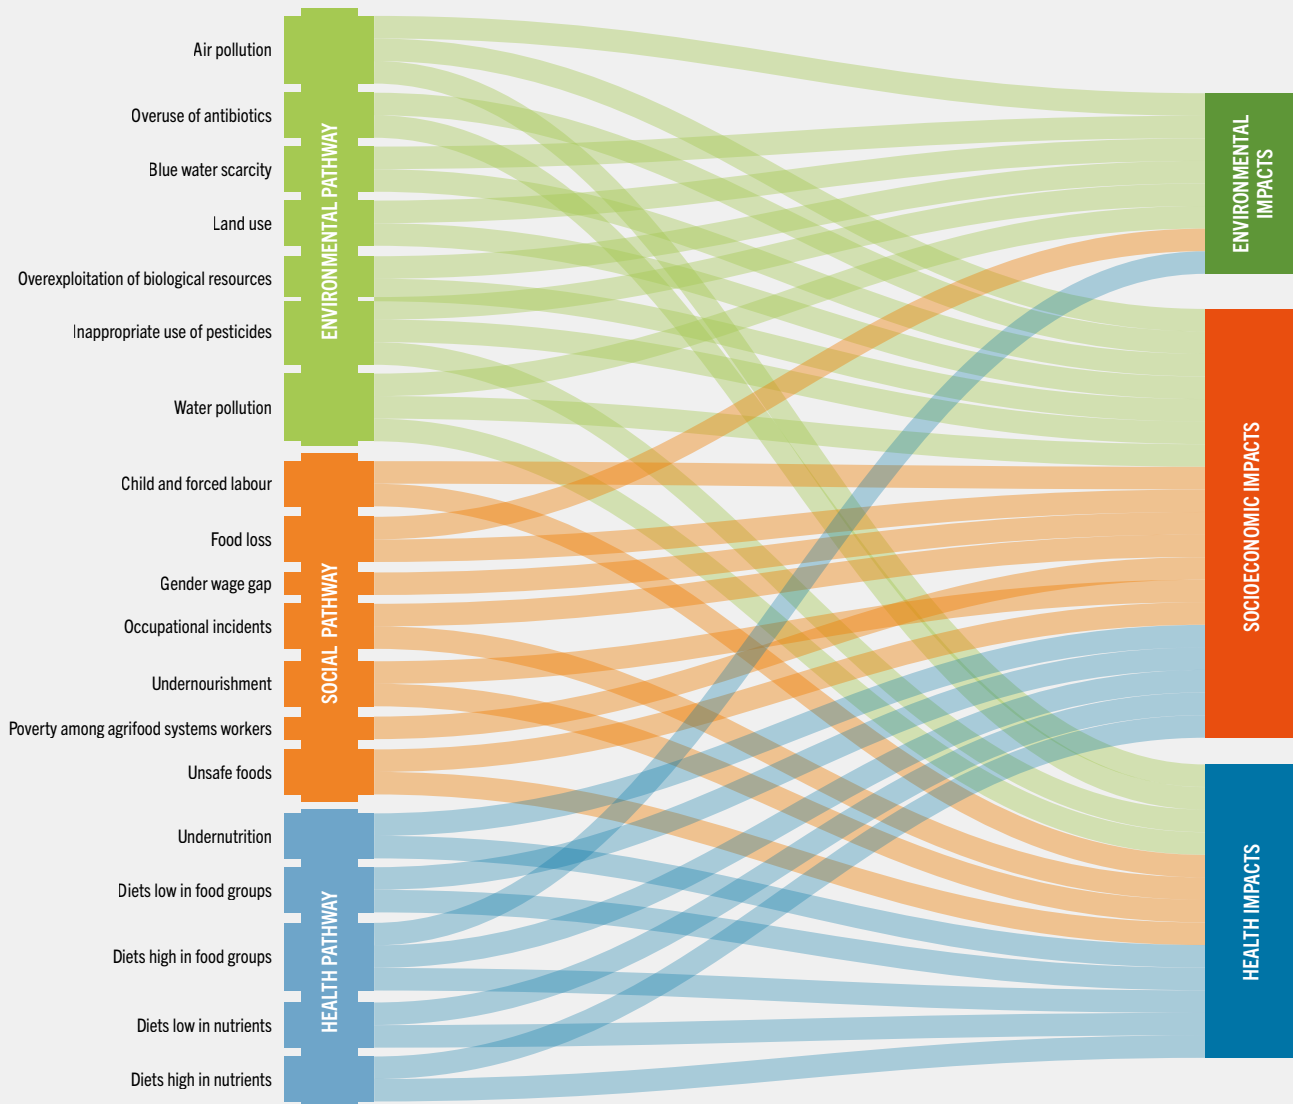 Air pollution
Overuse of antibiotics
Blue water scarcity
Land use
Overexploitation of biological resources
Inappropriate use of pesticides
Water pollution
ENVIRONMENTAL PATHWAY
Child and forced labour
Food loss
Gender wage gap
Occupational incidents
Undernourishment
Poverty among agrifood systems workers
Unsafe foods
SOCIAL PATHWAY
Undernutrition
Diets low in food groups
Diets high in food groups
Diets low in nutrients
Diets high in nutrients
HEALTH PATHWAY
ENVIRONMENTAL
IMPACTS
SOCIOECONOMIC IMPACTS
HEALTH IMPACTS